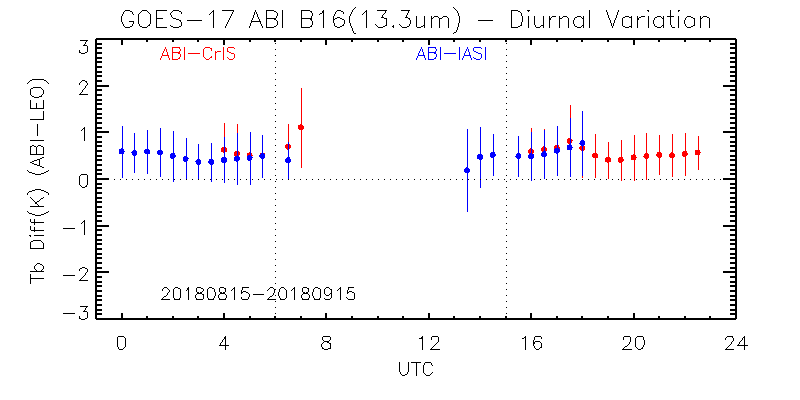 GOES-17 ABI B16(13.3um) - Diurnal Variation
ABI-CrIS
ABI-IASI
3
2
1
0
-1
-2
-3
Tb Diff(K) (ABI-LEO)
20180815-20180915
0 4 8 12 16 20 24
UTC